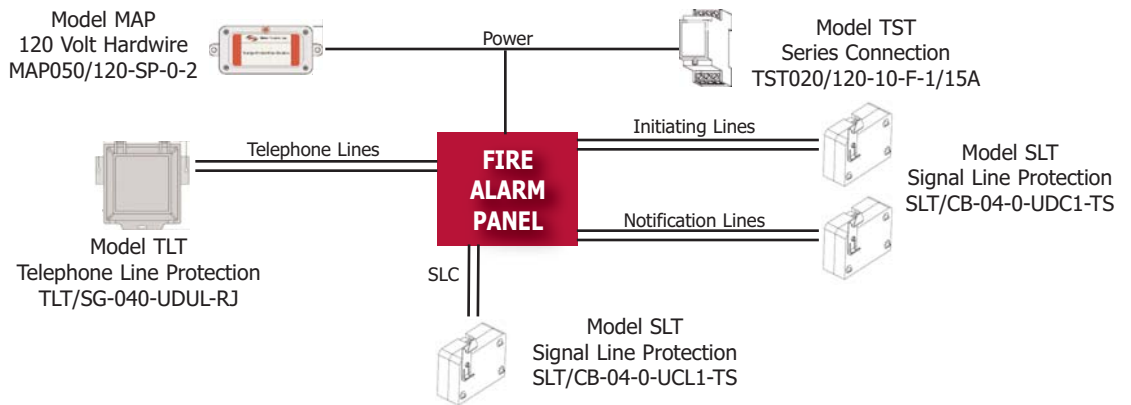 Model MAP
120 Volt Hardwire
MAP050/120-SP-0-2
Power
Model TST
Series Connection
TST020/120-10-F-1/15A
Telephone Lines
FIRE
ALARM
PANEL
Initiating Lines
Model SLT
Signal Line Protection
SLT/CB-04-0-UDC1-TS
Notification Lines
Model TLT
Telephone Line Protection
TLT/SG-040-UDUL-RJ
SLC
Model SLT
Signal Line Protection
SLT/CB-04-0-UCL1-TS